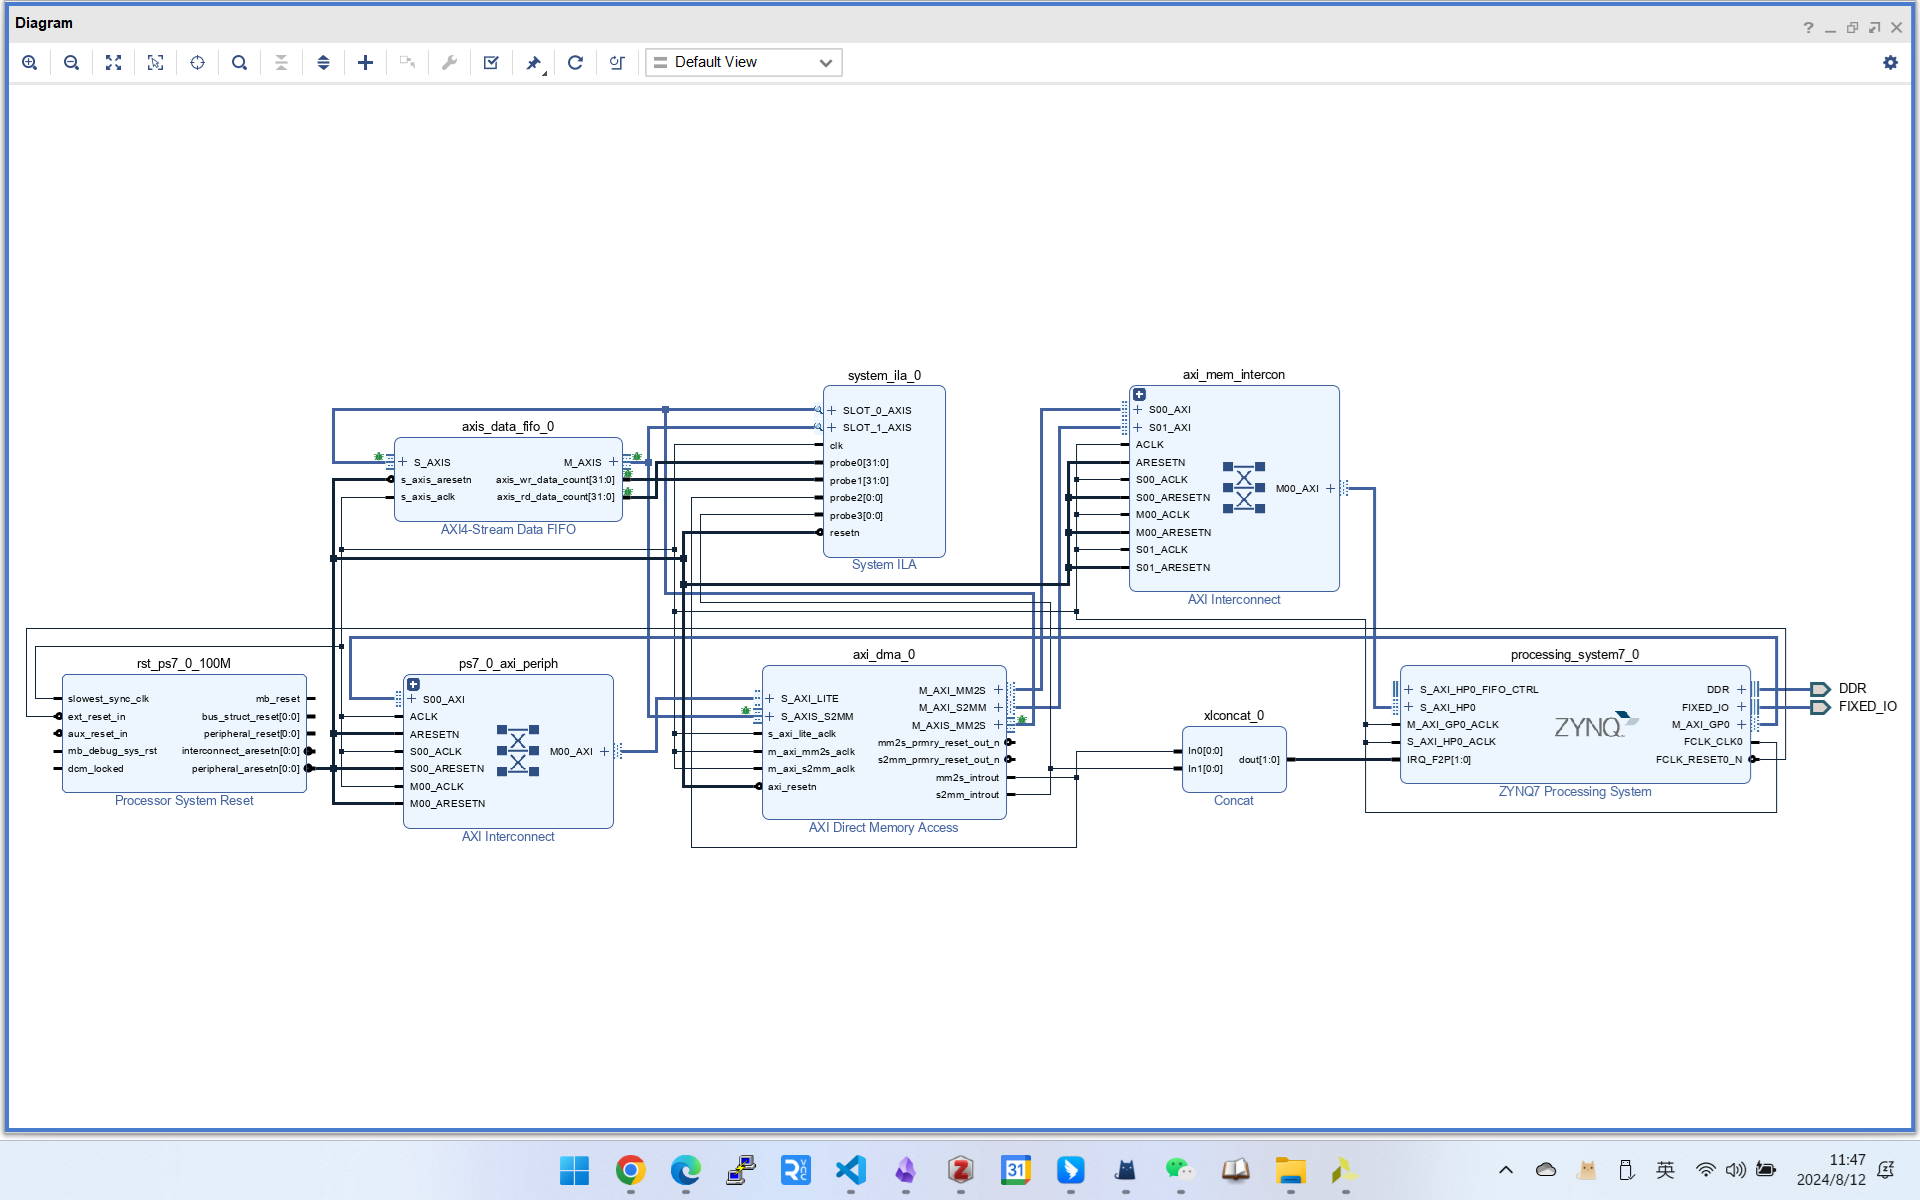 Diagram
Default View
system_ila_0
SLOT_0_AXIS
SLOT_1_AXIS
clk
probe0[31:0]
probe1[31:0]
probe2[0:0]
probe3[0:0]
resetn
System ILA
axi_mem_intercon
S00_AXI
S01_AXI
ACLK
ARESETN
S00_ACLK
S00_ARESETN
M00_ACLK
M00_ARESETN
S01_ACLK
S01_ARESETN
M00_AXI
AXI Interconnect
axis_data_fifo_0
S_AXIS
s_axis_aresetn
s_axis_aclk
M_AXIS
axis_wr_data_count[31:0]
axis_rd_data_count[31:0]
AXI4-Stream Data FIFO
rst_ps7_0_100M
slowest_sync_clk
ext_reset_in
aux_reset_in
mb_debug_sys_rst
dcm_locked
mb_reset
bus_struct_reset[0:0]
peripheral_reset[0:0]
interconnect_aresetn[0:0]
peripheral_aresetn[0:0]
Processor System Reset
ps7_0_axi_periph
S00_AXI
ACLK
ARESETN
S00_ACLK
S00_ARESETN
M00_ACLK
M00_ARESETN
M00_AXI
AXI Interconnect
axi_dma_0
S_AXI_LITE
S_AXIS_S2MM
s_axi_lite_aclk
m_axi_mm2s_aclk
m_axi_s2mm_aclk
axi_resetn
M_AXI_MM2S
M_AXI_S2MM
M_AXIS_MM2S
mm2s_prmry_reset_out_n
s2mm_prmry_reset_out_n
mm2s_introut
s2mm_introut
AXI Direct Memory Access
xlconcat_0
In0[0:0]
In1[0:0]
dout[1:0]
Concat
processing_system7_0
S_AXI_HP0_FIFO_CTRL
S_AXI_HP0
M_AXI_GP0_ACLK
S_AXI_HP0_ACLK
IRQ_F2P[1:0]
ZYNQ
DDR
FIXED_IO
M_AXI_GP0
FCLK_CLK0
FCLK_RESET0_N
ZYNQ7 Processing System
DDR
FIXED_IO
31
英
11:47
2024/8/12